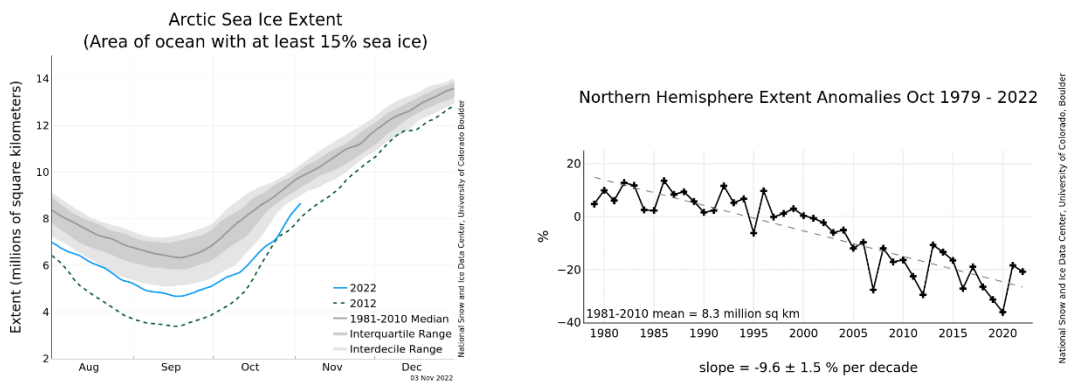 Arctic Sea Ice Extent
(Area of ocean with at least 15% sea ice)
Extent (millions of square kilometers)
14
12
10
8
6
4
2
Aug
Sep
Oct
Nov
Dec
2022
2012
1981-2010 Median
Interquartile Range
Interdecile Range
03 Nov 2022
National Snow and Ice Data Center, University of Colorado Boulder
Northern Hemisphere Extent Anomalies Oct 1979 - 2022
%
20
0
−20
−40
1981-2010 mean = 8.3 million sq km
1980
1985
1990
1995
2000
2005
2010
2015
2020
slope = -9.6 ± 1.5 % per decade
National Snow and Ice Data Center, University of Colorado, Boulder